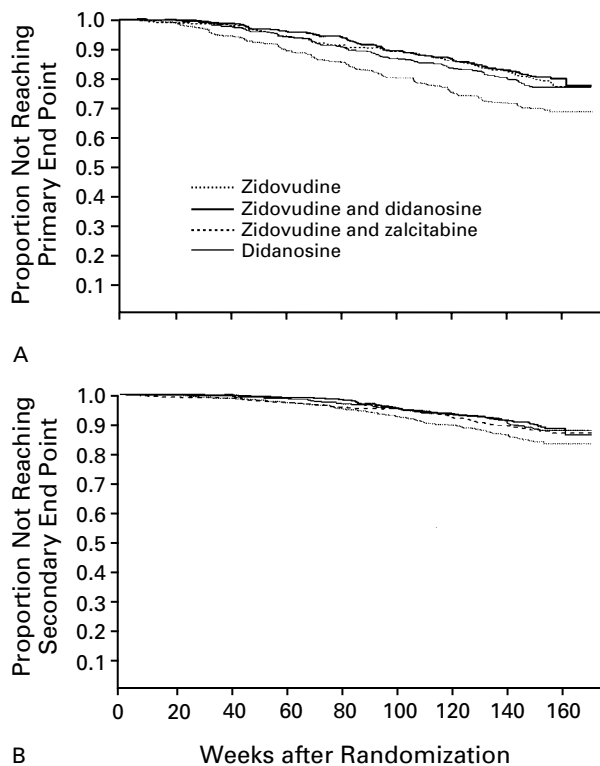 Proportion Not Reaching
Primary End Point
1.0
0.9
0.8
0.7
0.6
0.5
0.4
0.3
0.2
0.1
Zidovudine
Zidovudine and didanosine
Zidovudine and zalcitabine
Didanosine
A
Proportion Not Reaching
Secondary End Point
1.0
0.9
0.8
0.7
0.6
0.5
0.4
0.3
0.2
0.1
0 20 40 60 80 100 120 140 160
B
Weeks after Randomization